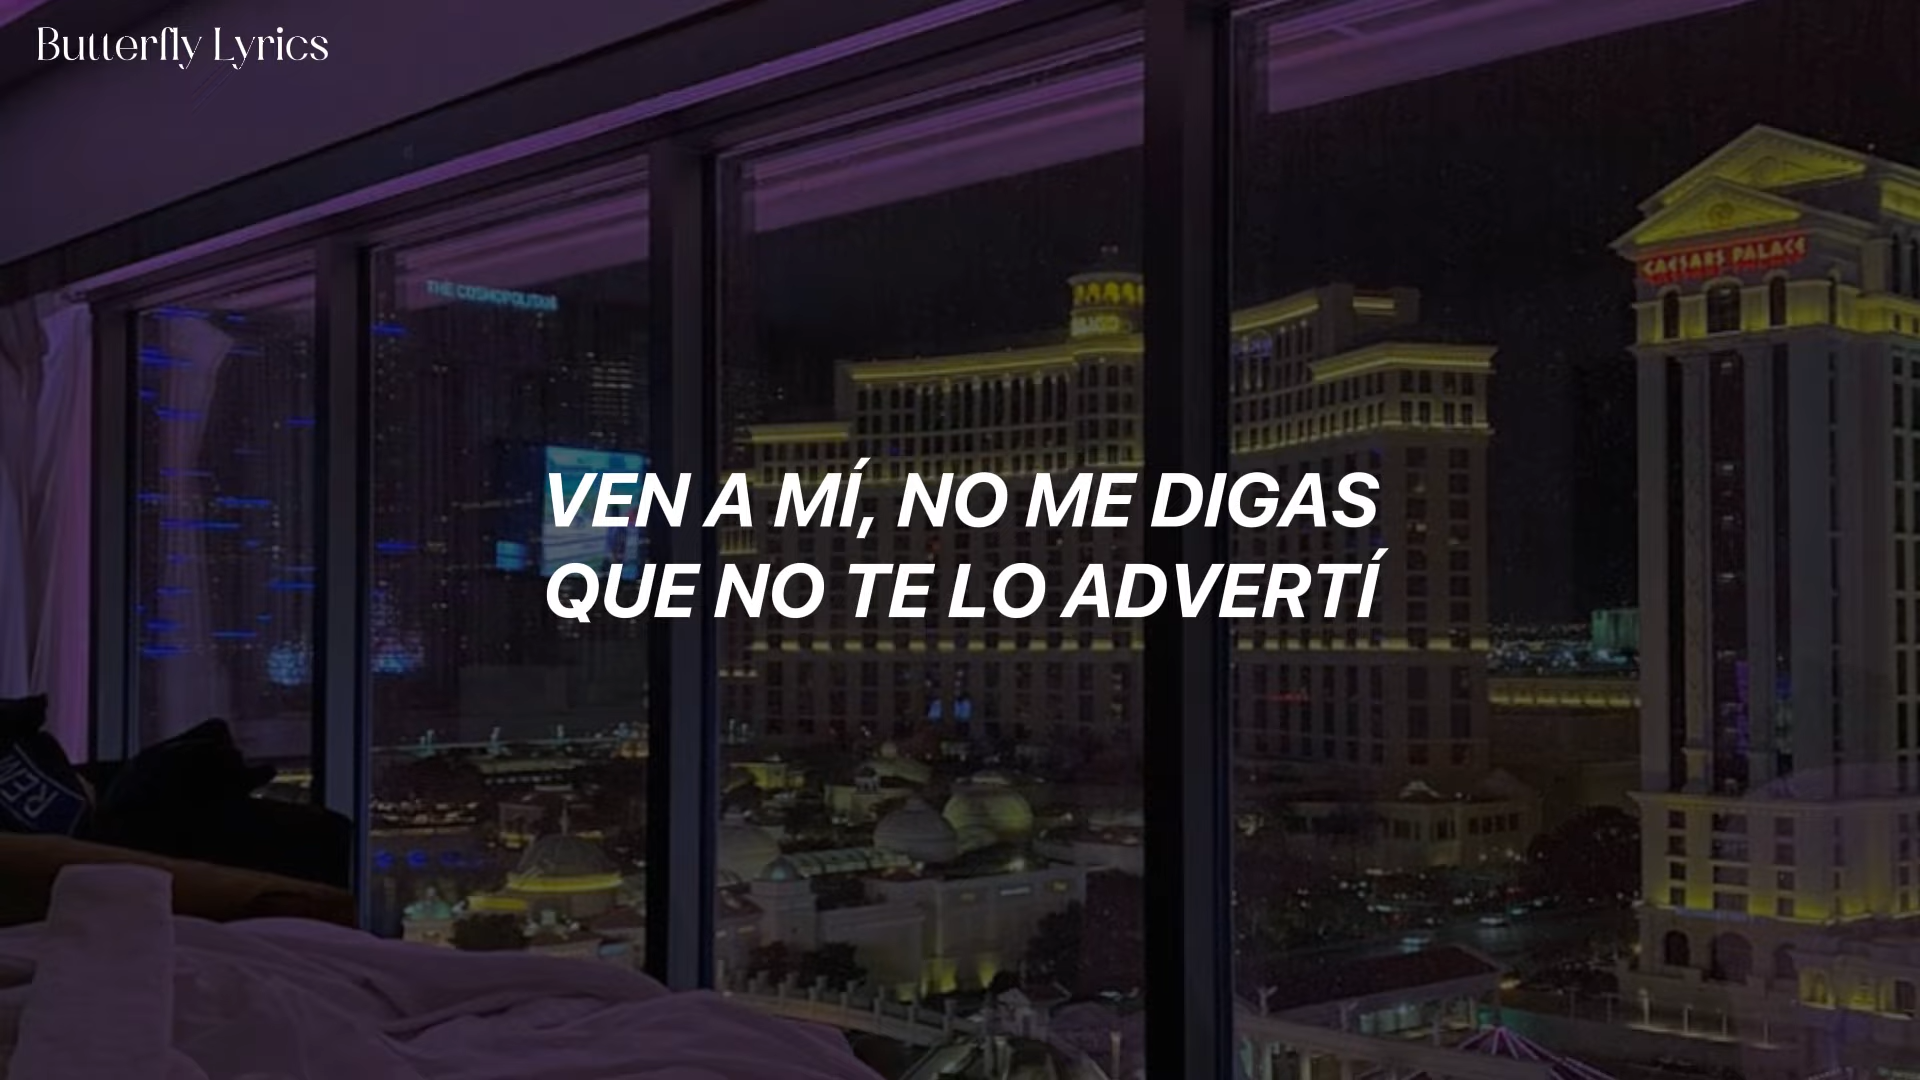 Butterfly Lyrics
THE COSMOPOLITAN
CAESARS PALACE
VEN A MÍ, NO ME DIGAS
QUE NO TE LO ADVERTÍ